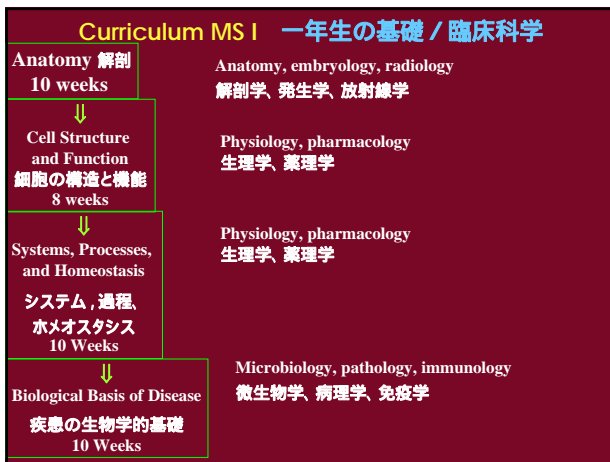 Curriculum MS I 一年生の基礎 / 臨床科学
Anatomy 解剖
10 weeks
Anatomy, embryology, radiology
解剖学、発生学、放射線学
⇓
Cell Structure
and Function
細胞の構造と機能
8 weeks
Physiology, pharmacology
生理学、薬理学
⇓
Systems, Processes,
and Homeostasis
システム , 過程、
ホメオスタシス
10 Weeks
Physiology, pharmacology
生理学、薬理学
⇓
Biological Basis of Disease
疾患の生物学的基礎
10 Weeks
Microbiology, pathology, immunology
微生物学、病理学、免疫学